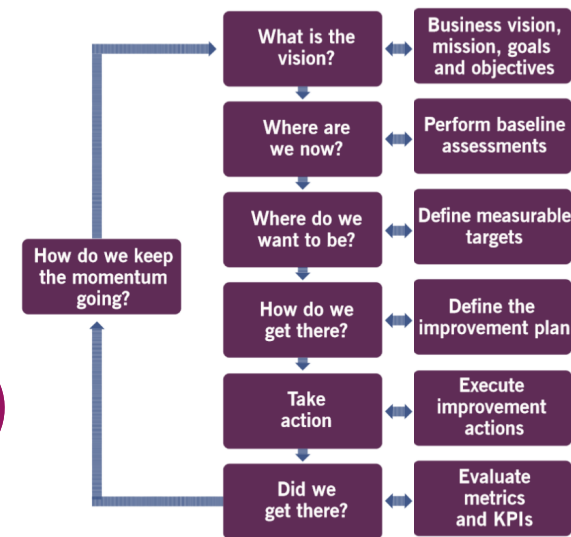 What is the
vision?
Business vision,
mission, goals
and objectives
Where are
we now?
Perform baseline
assessments
Where do we
want to be?
Define measurable
targets
How do we keep
the momentum
going?
How do we
get there?
Define the
improvement plan
Take
action
Execute
improvement
actions
Did we
get there?
Evaluate
metrics
and KPIs